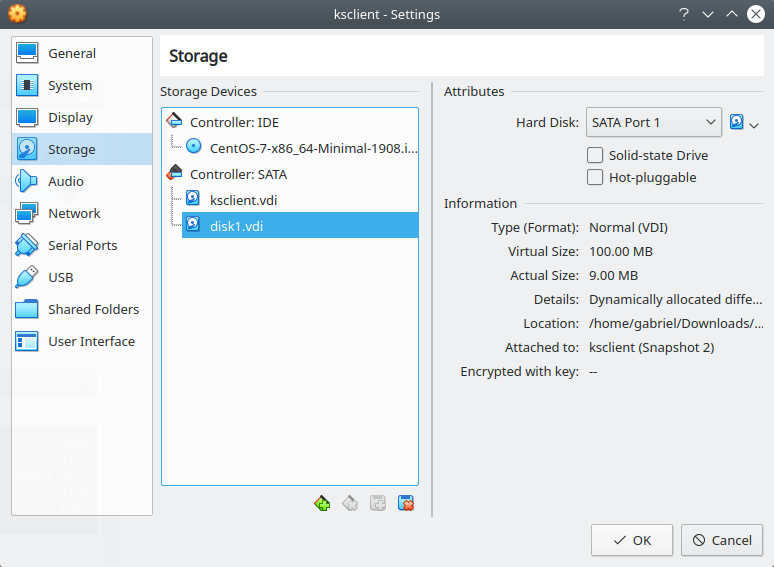 ksclient - Settings
General
System
Display
Storage
Audio
Network
Serial Ports
USB
Shared Folders
User Interface
Storage
Storage Devices
Controller: IDE
CentOS-7-x86_64-Minimal-1908.i...
Controller: SATA
ksclient.vdi
disk1.vdi
Attributes
Hard Disk: SATA Port 1
Solid-state Drive
Hot-pluggable
Information
Type (Format): Normal (VDI)
Virtual Size: 100.00 MB
Actual Size: 9.00 MB
Details: Dynamically allocated diffe...
Location: /home/gabriel/Downloads/...
Attached to: ksclient (Snapshot 2)
Encrypted with key: --
OK
Cancel